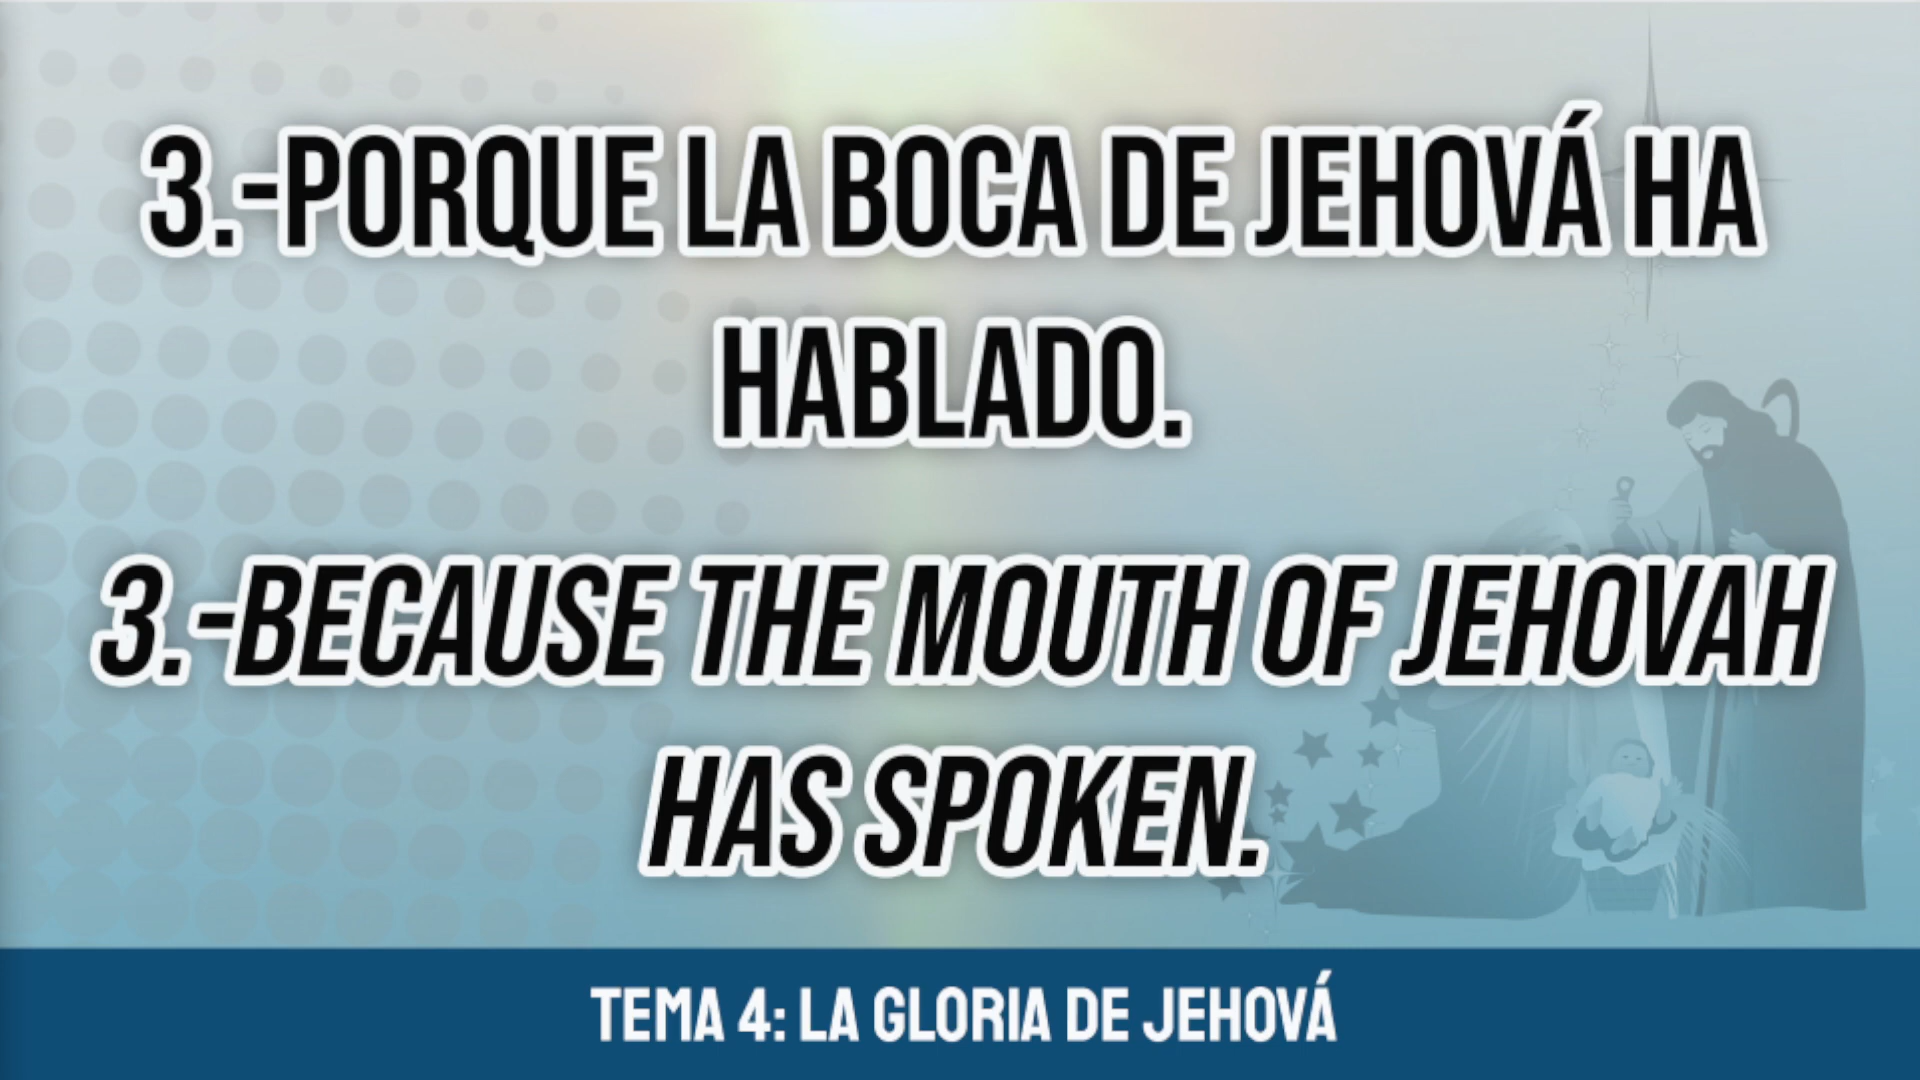 3.-PORQUE LA BOCA DE JEHOVÁ HA
HABLADO.
3.-BECAUSE THE MOUTH OF JEHOVAH
HAS SPOKEN.
TEMA 4: LA GLORIA DE JEHOVÁ